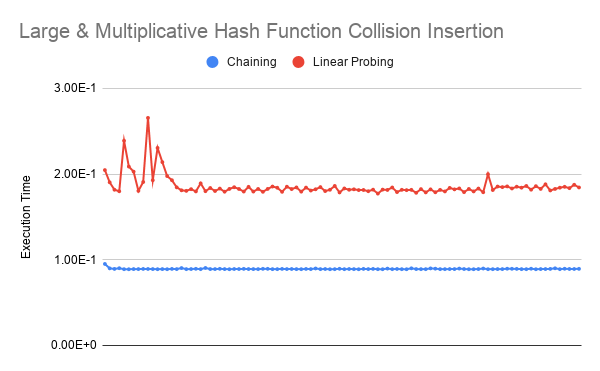 Large & Multiplicative Hash Function Collision Insertion
Chaining
Linear Probing
3.00E-1
2.00E-1
1.00E-1
0.00E+0
Execution Time